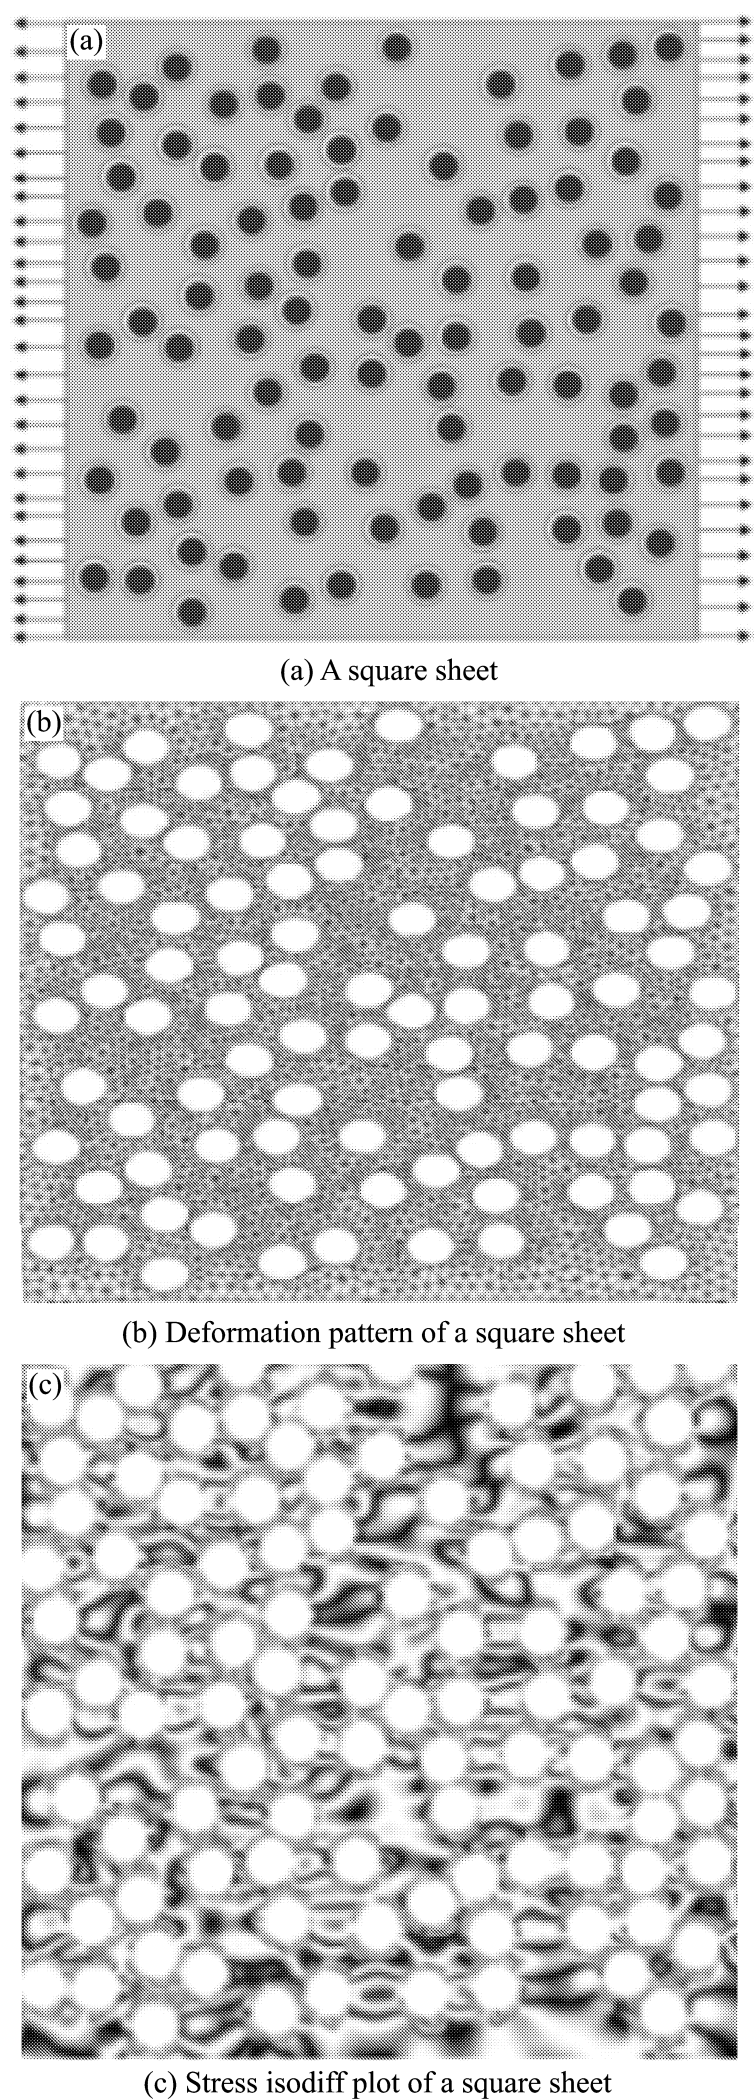 (a)
(a) A square sheet
(b)
(b) Deformation pattern of a square sheet
(c)
(c) Stress isodiff plot of a square sheet